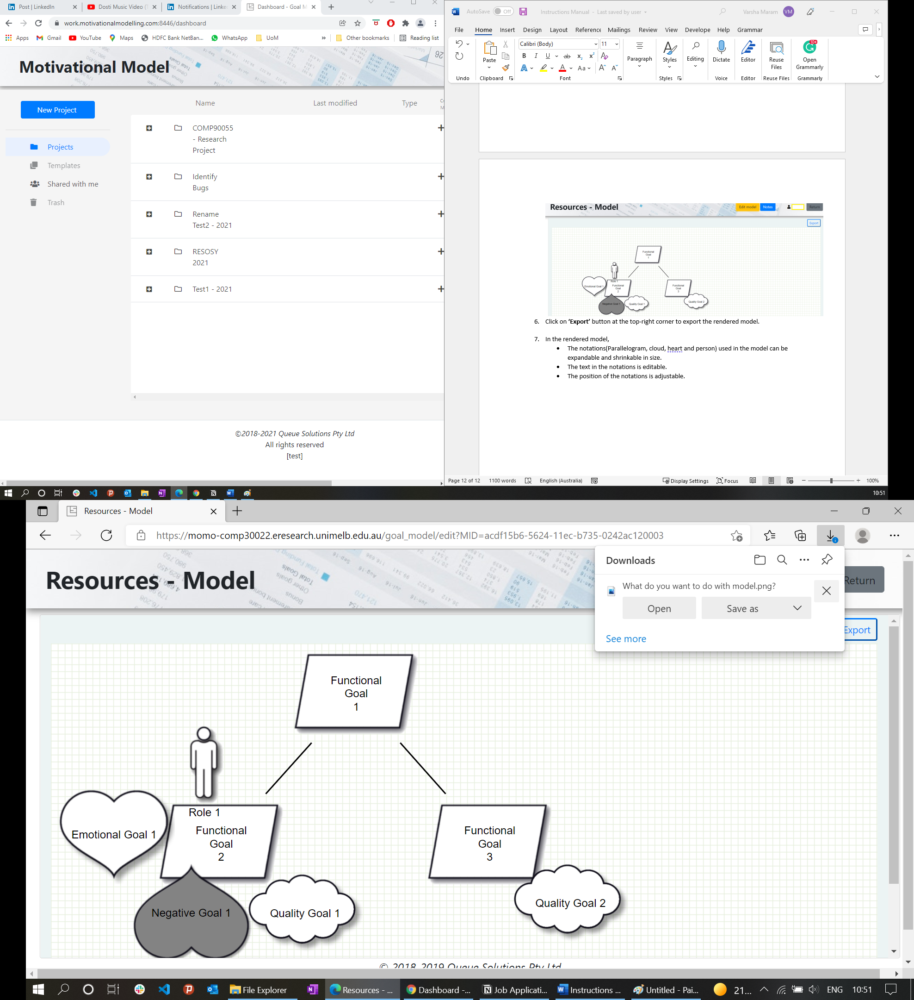 Post | LinkedIn
Dosti Music Video (
Notifications | Linke
Dashboard - Goal M
work.motivationalmodelling.com:8446/dashboard
Apps
Gmail
YouTube
Maps
HDFC Bank NetBan...
WhatsApp
UoM
»
Other bookmarks
Reading list
Motivational Model
New Project
Projects
Templates
Shared with me
Trash
Name
Last modified
Type
COMP90055
- Research
Project
Identify
Bugs
Rename
Test2 - 2021
RESOSY
2021
Test1 - 2021
©2018-2021 Queue Solutions Pty Ltd
All rights reserved
[test]
AutoSave Off
Instructions Manual - Last saved by user
Varsha Maram VM
File Home Insert Design Layout Reference Mailings Review View Develope Help Grammar
Undo
Paste
Clipboard
Calibri (Body) 11
B I U ab x₂ x² A
A A Aa A A
Font
Paragraph
Styles
Styles
Editing
Dictate
Voice
Editor
Editor
Reuse
Files
Reuse Files
10+
Open
Grammarly
Grammarly
Resources - Model
Edit model Notes Return
Export
Functional
Goal
1
Role 1
Emotional Goal 1
Functional
Goal
2
Functional
Goal
3
Negative Goal 1
Quality Goal 1
Quality Goal 2
6. Click on ‘Export’ button at the top-right corner to export the rendered model.
7. In the rendered model,
• The notations(Parallelogram, cloud, heart and person) used in the model can be
expandable and shrinkable in size.
• The text in the notations is editable.
• The position of the notations is adjustable.
Page 12 of 12 1100 words English (Australia) Display Settings Focus 100%
10:51
Resources - Model
https://momo-comp30022.eresearch.unimelb.edu.au/goal_model/edit?MID=acdf15b6-5624-11ec-b735-0242ac120003
Resources - Model
Return
Downloads
What do you want to do with model.png?
Open
Save as
See more
Export
Functional
Goal
1
Role 1
Emotional Goal 1
Functional
Goal
2
Functional
Goal
3
Negative Goal 1
Quality Goal 1
Quality Goal 2
© 2018-2019 Queue Solutions Pty Ltd
File Explorer
Resources - ...
Dashboard -...
Job Applicati...
Instructions ...
Untitled - Pai...
21...
ENG
10:51